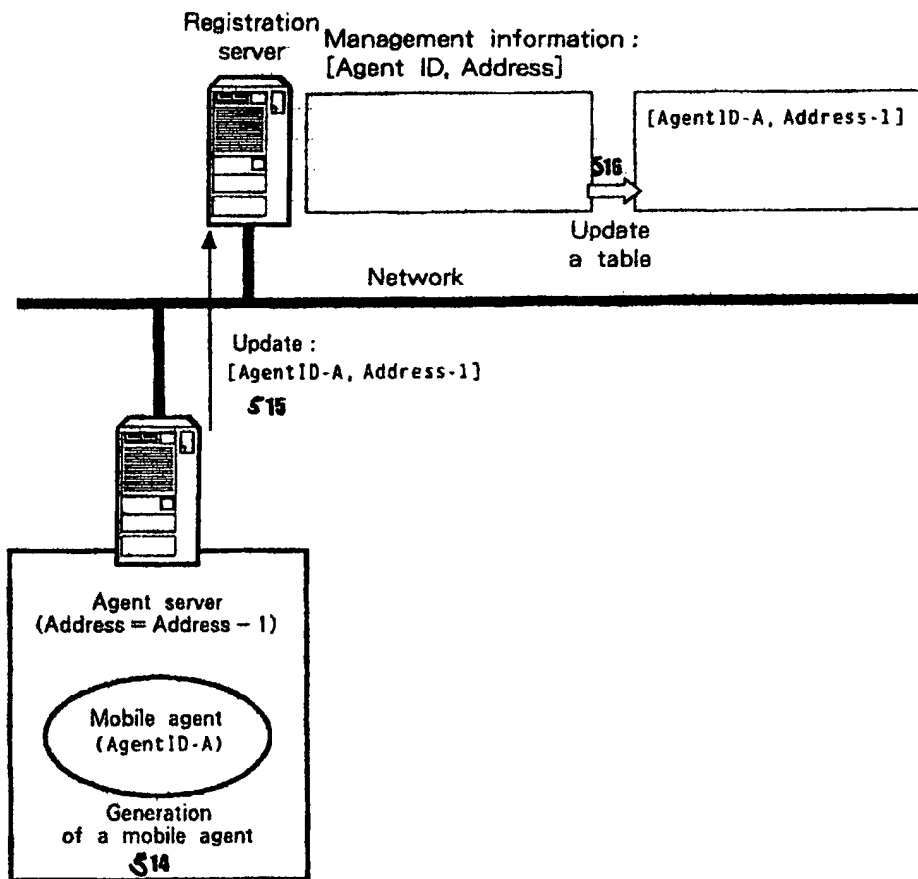 Registration
server
Management information :
[Agent ID, Address]
[AgentID-A, Address-1]
S16
Update
a table
Network
Update :
[AgentID-A, Address-1]
S15
Agent server
(Address = Address - 1)
Mobile agent
(AgentID-A)
Generation
of a mobile agent
S14